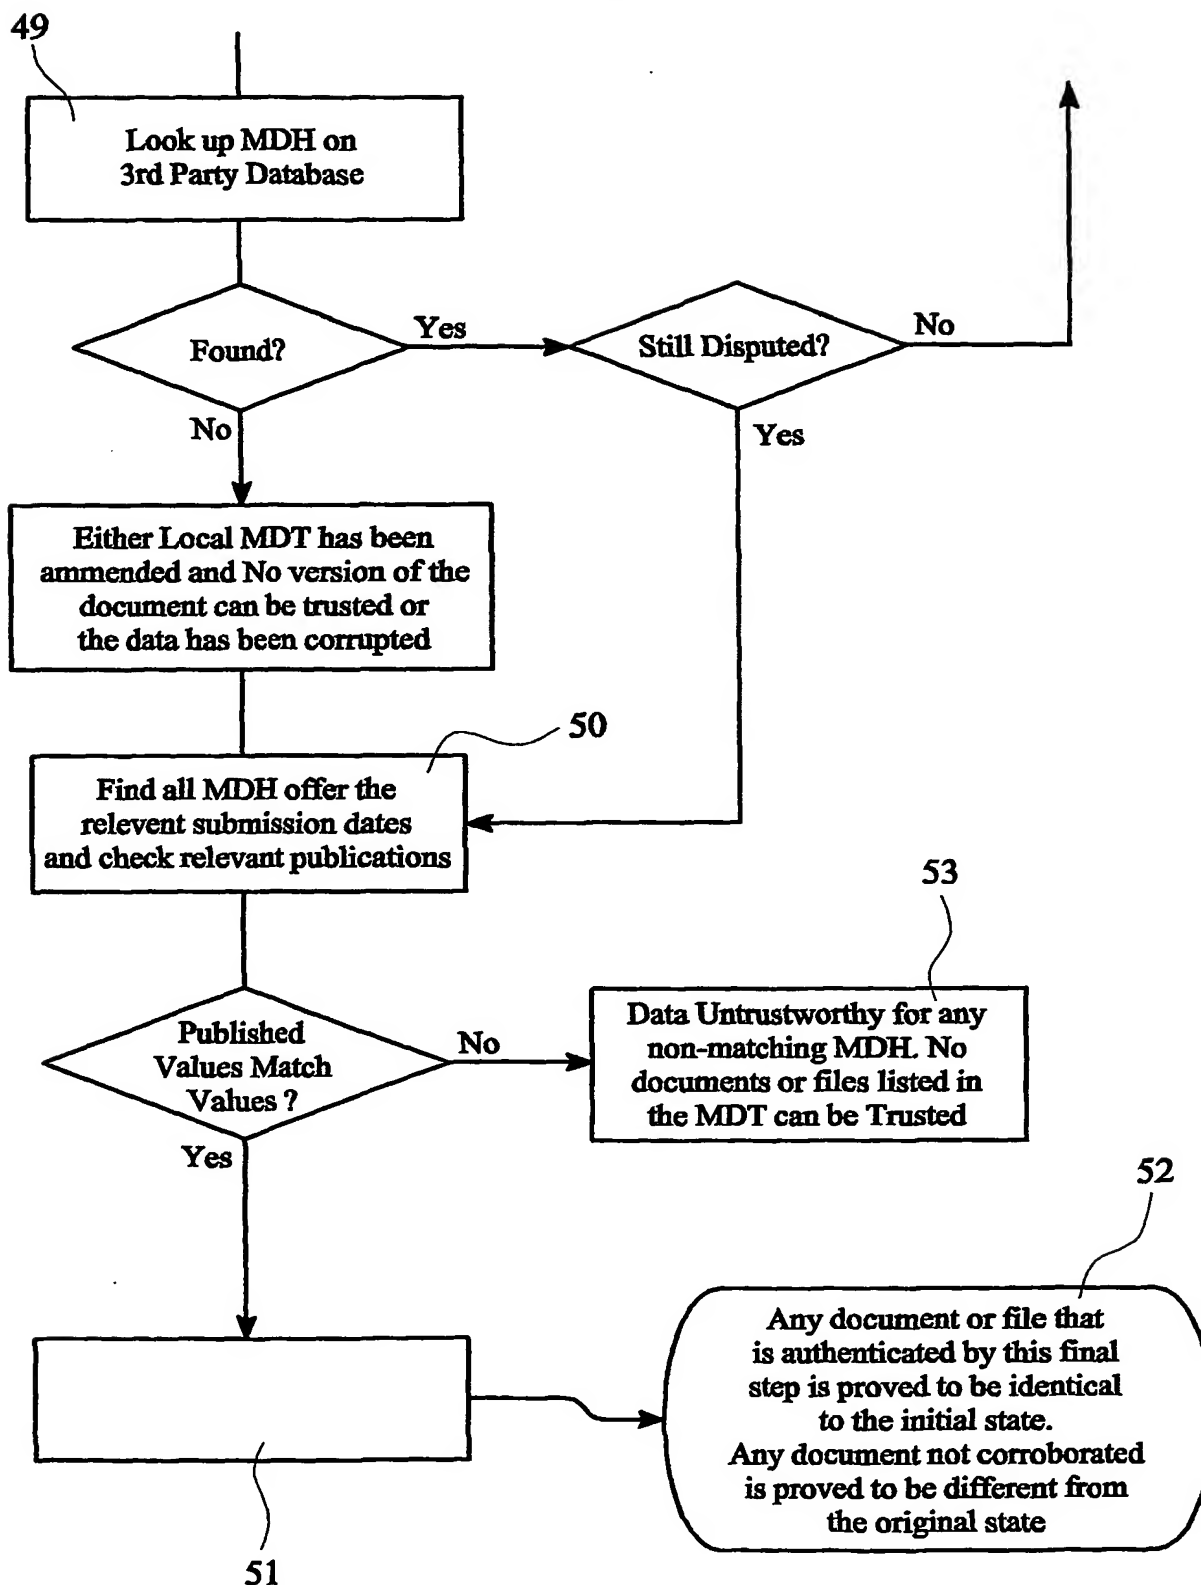 49
Look up MDH on
3rd Party Database
Found?
Yes
Still Disputed?
No
No
Yes
Either Local MDT has been
ammended and No version of the
document can be trusted or
the data has been corrupted
50
Find all MDH offer the
relevent submission dates
and check relevant publications
53
Published
Values Match
Values ?
No
Data Untrustworthy for any
non-matching MDH. No
documents or files listed in
the MDT can be Trusted
Yes
52
Any document or file that
is authenticated by this final
step is proved to be identical
to the initial state.
Any document not corroborated
is proved to be different from
the original state
51